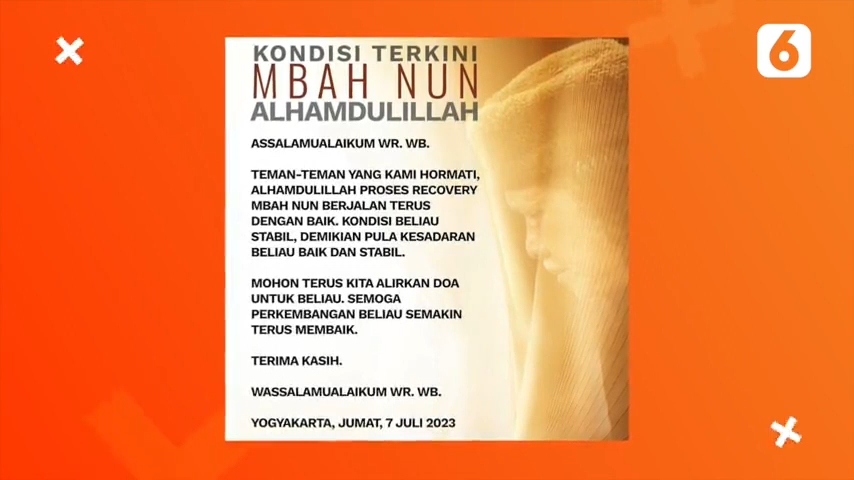 6
KONDISI TERKINI
MBAH NUN
ALHAMDULILLAH
ASSALAMUALAIKUM WR. WB.
TEMAN-TEMAN YANG KAMI HORMATI,
ALHAMDULILLAH PROSES RECOVERY
MBAH NUN BERJALAN TERUS
DENGAN BAIK. KONDISI BELIAU
STABIL, DEMIKIAN PULA KESADARAN
BELIAU BAIK DAN STABIL.
MOHON TERUS KITA ALIRKAN DOA
UNTUK BELIAU. SEMOGA
PERKEMBANGAN BELIAU SEMAKIN
TERUS MEMBAIK.
TERIMA KASIH.
WASSALAMUALAIKUM WR. WB.
YOGYAKARTA, JUMAT, 7 JULI 2023